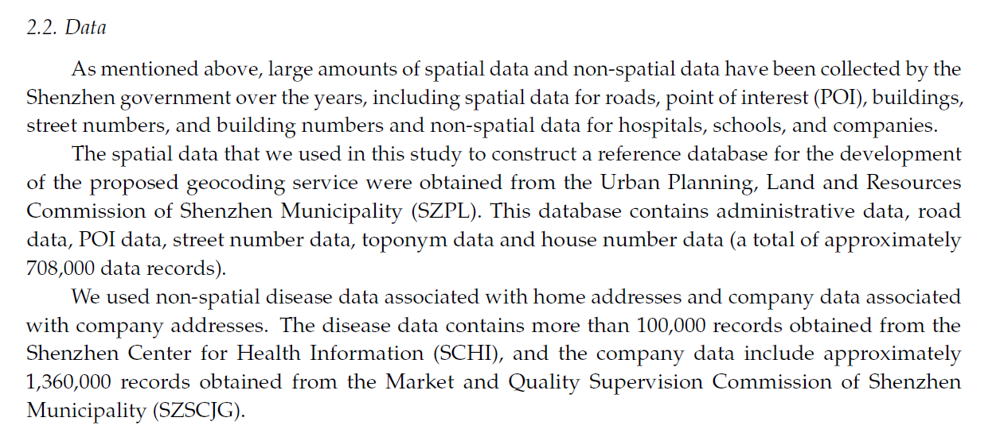 2.2. Data
As mentioned above, large amounts of spatial data and non-spatial data have been collected by the
Shenzhen government over the years, including spatial data for roads, point of interest (POI), buildings,
street numbers, and building numbers and non-spatial data for hospitals, schools, and companies.
The spatial data that we used in this study to construct a reference database for the development
of the proposed geocoding service were obtained from the Urban Planning, Land and Resources
Commission of Shenzhen Municipality (SZPL). This database contains administrative data, road
data, POI data, street number data, toponym data and house number data (a total of approximately
708,000 data records).
We used non-spatial disease data associated with home addresses and company data associated
with company addresses. The disease data contains more than 100,000 records obtained from the
Shenzhen Center for Health Information (SCHI), and the company data include approximately
1,360,000 records obtained from the Market and Quality Supervision Commission of Shenzhen
Municipality (SZSCJG).